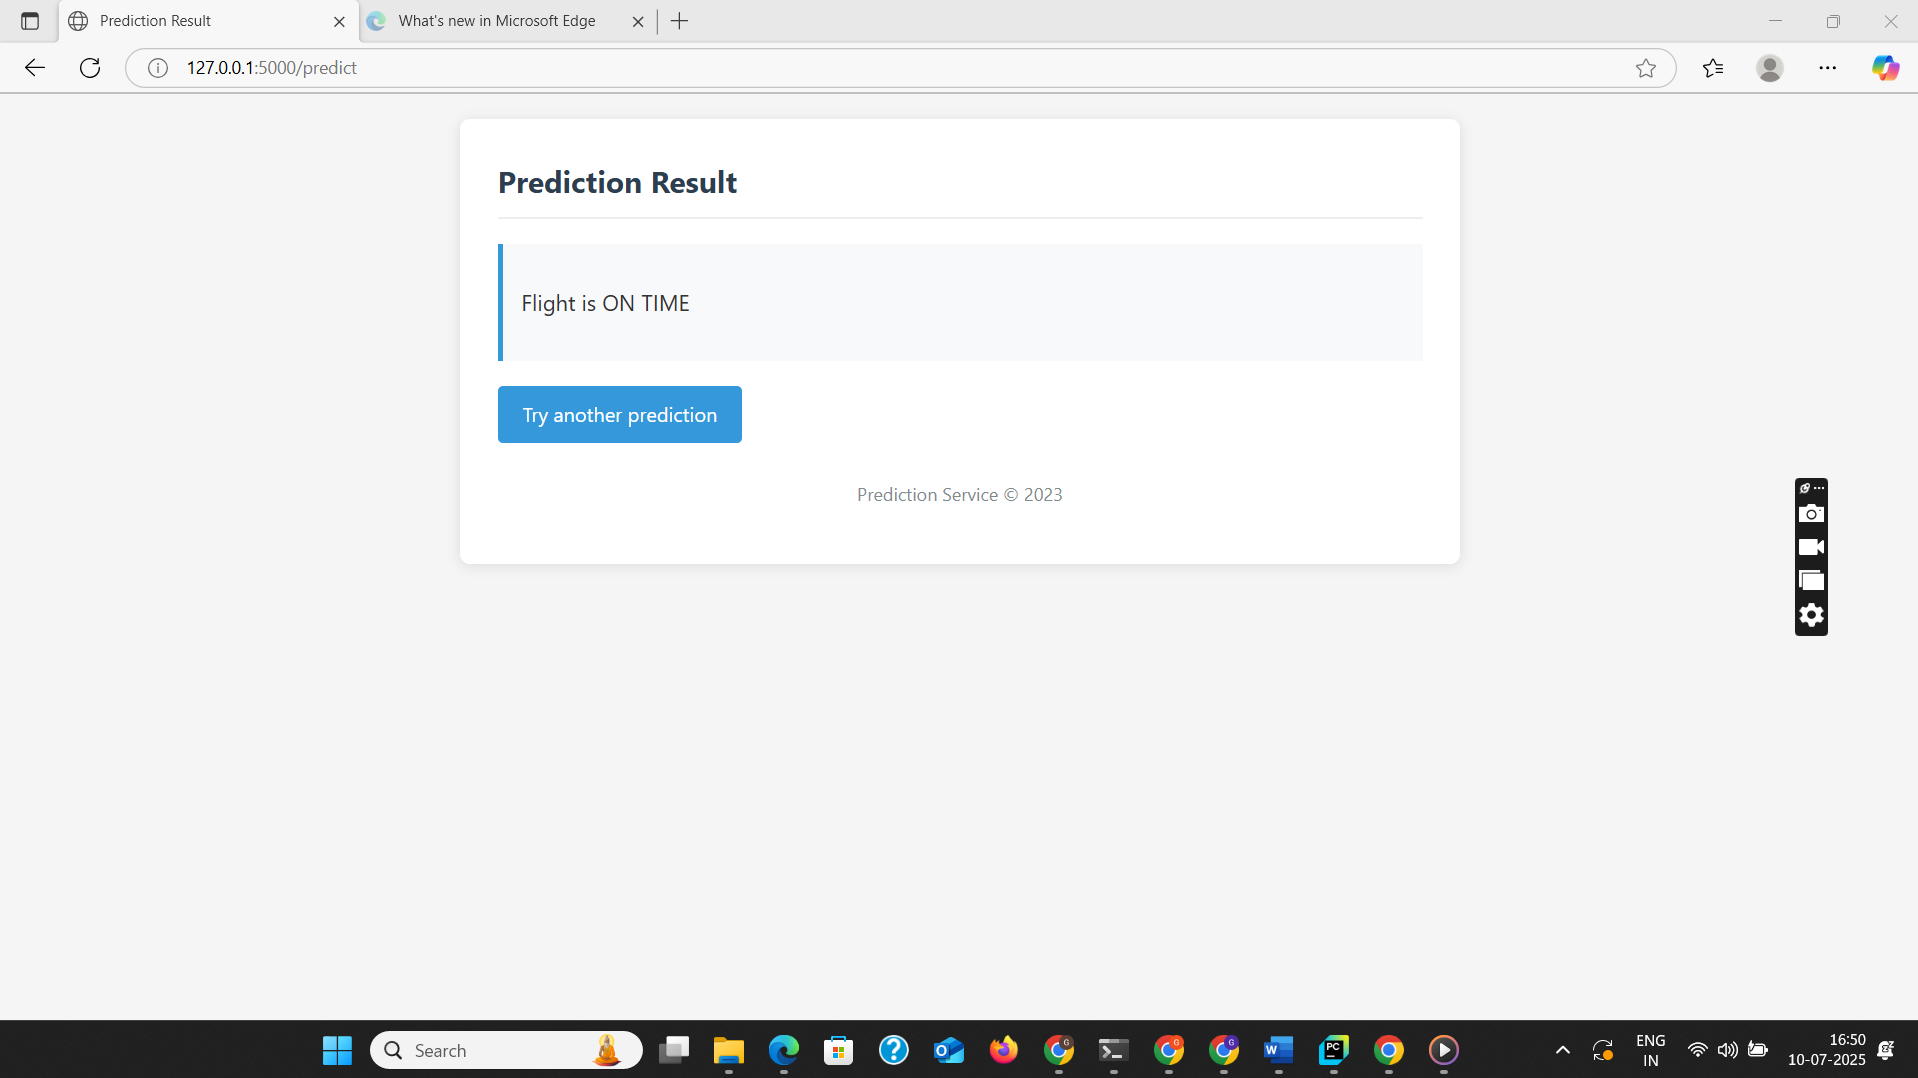 Prediction Result
What's new in Microsoft Edge
127.0.0.1:5000/predict
Prediction Result
Flight is ON TIME
Try another prediction
Prediction Service © 2023
Search
ENG
IN
16:50
10-07-2025